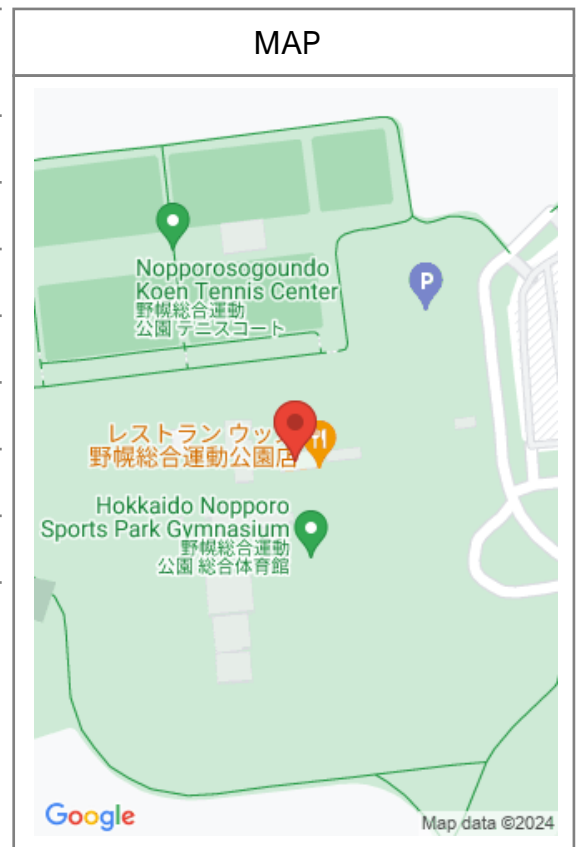 MAP
Nopporosogoundo
Koen Tennis Center
野幌総合運動
公園 テニスコート
P
レストラン ウッ
野幌総合運動公園店
Hokkaido Nopporo
Sports Park Gymnasium
野幌総合運動
公園 総合体育館
Google
Map data ©2024